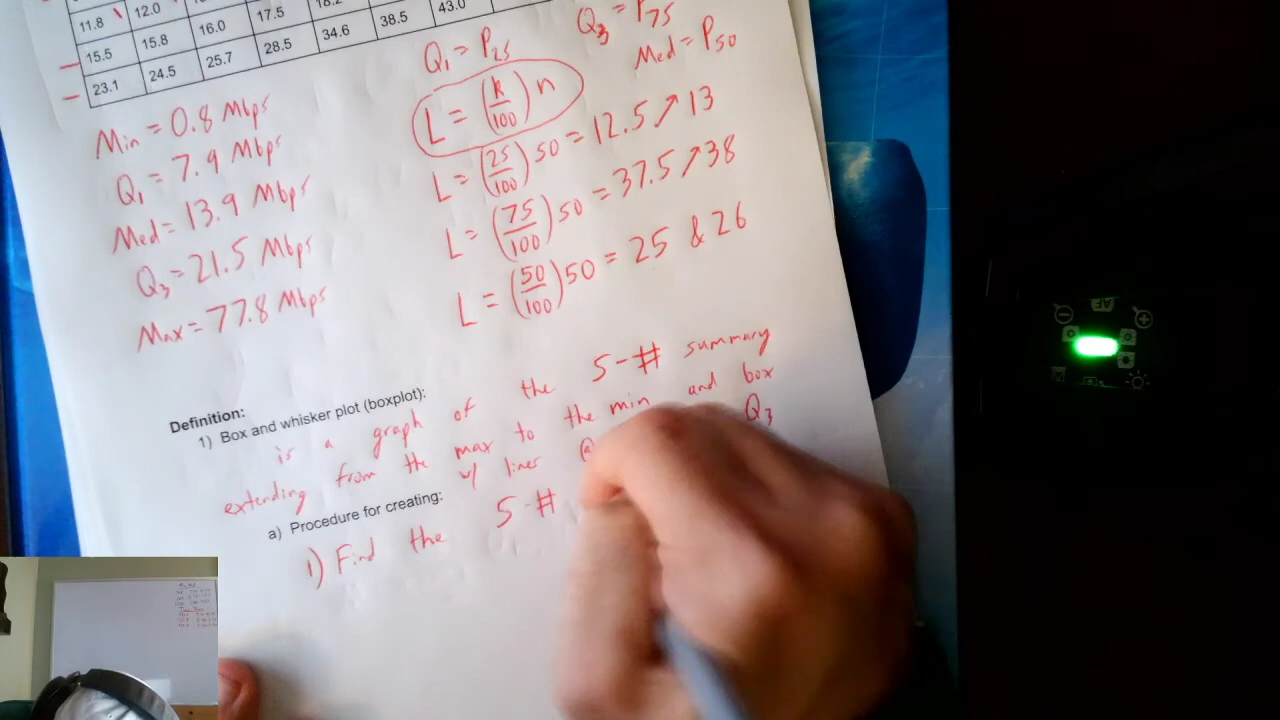 11.8 12.0 17.5 18.2
15.5 15.8 16.0 28.5 34.6 38.5 43.0
23.1 24.5 25.7
Q₁ = P₂₅ Q₃ = P₇₅
Med = P₅₀
L = (k/100) n
Min = 0.8 Mbps
Q₁ = 7.9 Mbps
Med = 13.9 Mbps
Q₃ = 21.5 Mbps
Max = 77.8 Mbps
L = (25/100) 50 = 12.5 ↗ 13
L = (75/100) 50 = 37.5 ↗ 38
L = (50/100) 50 = 25 & 26
Definition:
1) Box and whisker plot (boxplot):
is a graph of the 5-# summary
extending from the max to the min and box
w/ lines @ Q₃
a) Procedure for creating:
1) Find the 5-#
AF